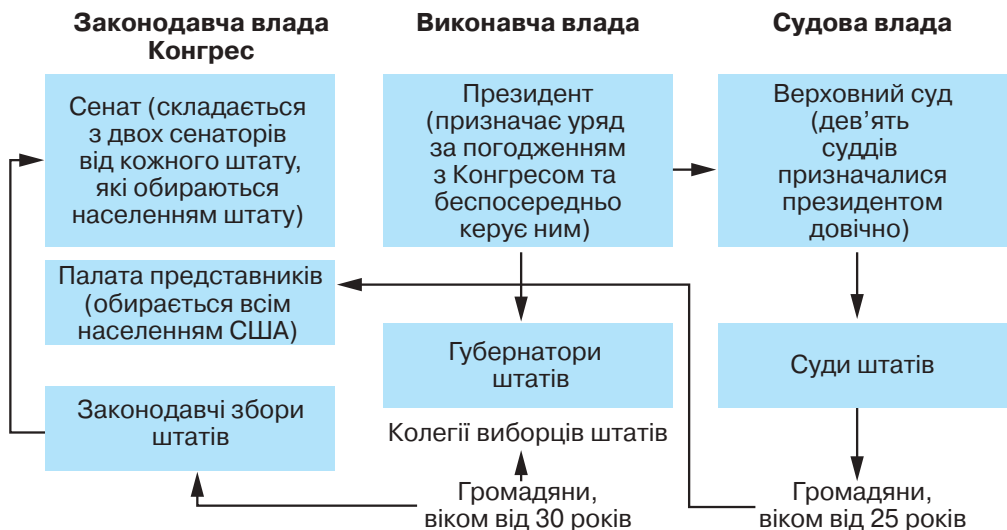 Законодавча влада
Конгрес
Сенат (складається
з двох сенаторів
від кожного штату,
які обираються
населенням штату)
Палата представників
(обирається всім
населенням США)
Законодавчі збори
штатів
Виконавча влада
Президент
(призначає уряд
за погодженням
з Конгресом та
беспосередньо
керує ним)
Губернатори
штатів
Колегії виборців штатів
Громадяни,
віком від 30 років
Судова влада
Верховний суд
(дев’ять
суддів
призначалися
президентом
довічно)
Суди штатів
Громадяни,
віком від 25 років